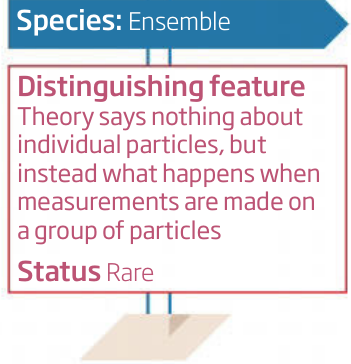 Species: Ensemble
Distinguishing feature
Theory says nothing about
individual particles, but
instead what happens when
measurements are made on
a group of particles
Status Rare